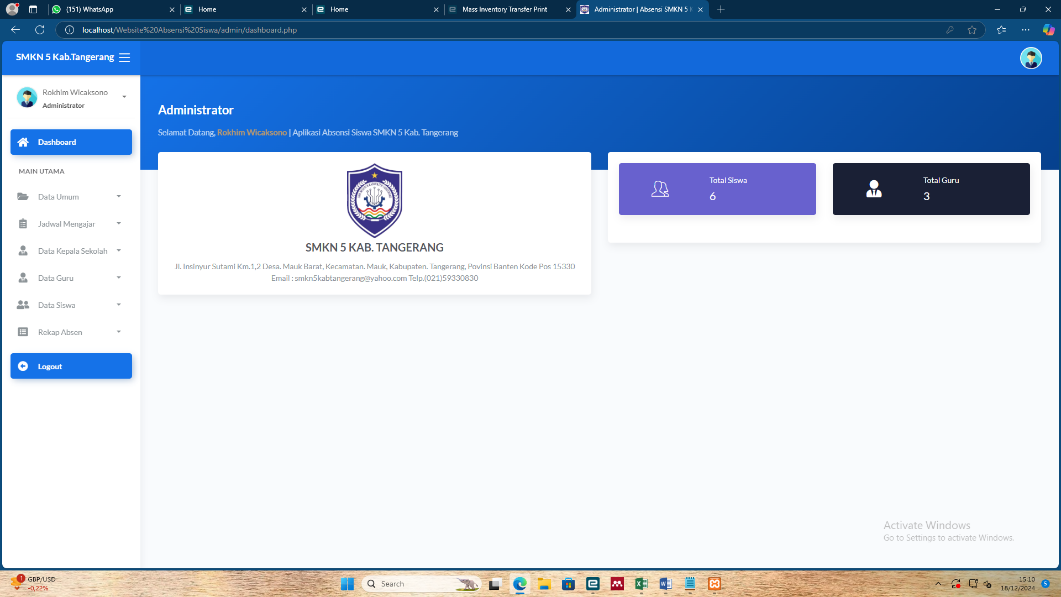 (151) WhatsApp
Home
Home
Mass Inventory Transfer Print
Administrator | Absensi SMKN 5 K
localhost/Website%20Absensi%20Siswa/admin/dashboard.php
SMKN 5 Kab.Tangerang
Rokhim Wicaksono
Administrator
Dashboard
MAIN UTAMA
Data Umum
Jadwal Mengajar
Data Kepala Sekolah
Data Guru
Data Siswa
Rekap Absen
Logout
Administrator
Selamat Datang, Rokhim Wicaksono | Aplikasi Absensi Siswa SMKN 5 Kab. Tangerang
SMKN 5 KAB. TANGERANG
Jl. Insinyur Sutami Km.1,2 Desa. Mauk Barat, Kecamatan. Mauk, Kabupaten. Tangerang, Povinsi Banten Kode Pos 15330
Email : smkn5kabtangerang@yahoo.com Telp.(021)59330830
Total Siswa
6
Total Guru
3
Activate Windows
Go to Settings to activate Windows.
1
GBP/USD
-0,22%
Search
15.10
18/12/2024
5